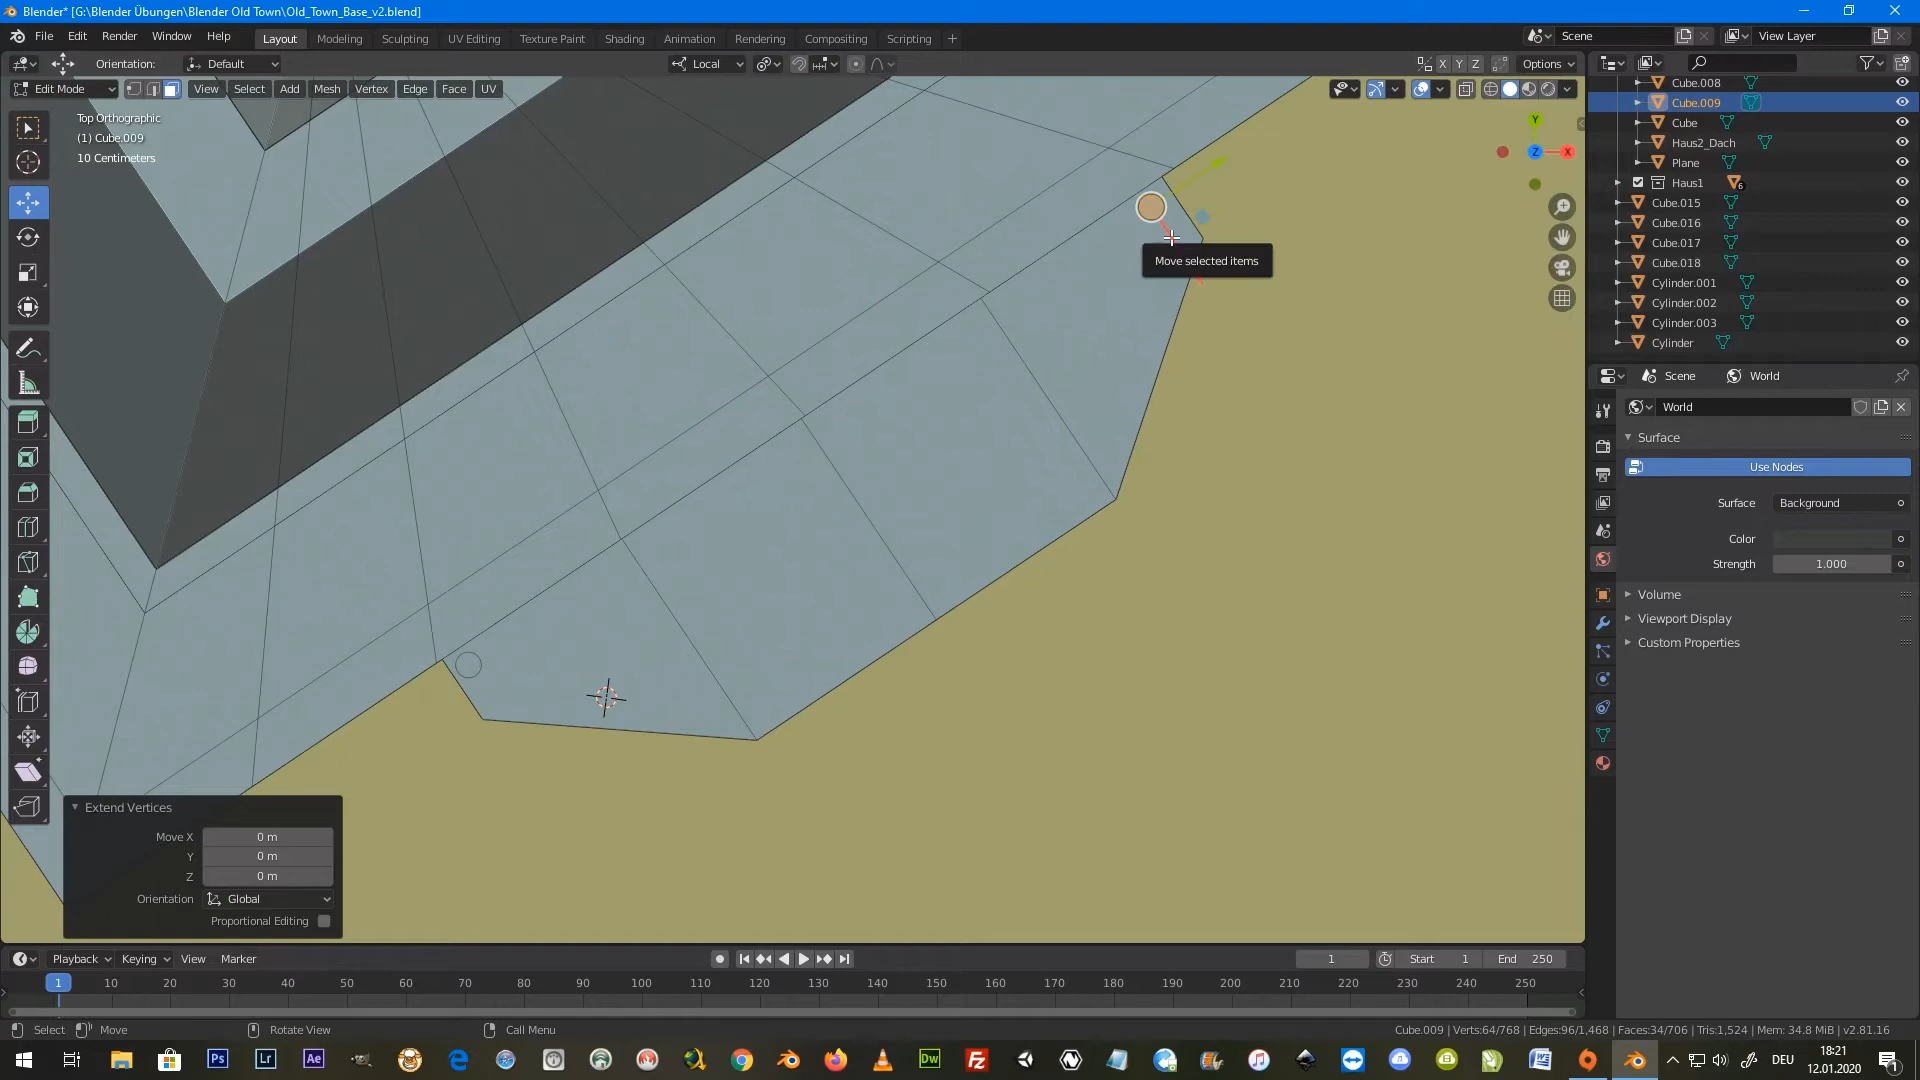 Blender* [G:\Blender Übungen\Blender Old Town\Old_Town_Base_v2.blend]
File Edit Render Window Help
Layout Modeling Sculpting UV Editing Texture Paint Shading Animation Rendering Compositing Scripting
Scene View Layer
Orientation: Default Local X Y Z Options
Edit Mode View Select Add Mesh Vertex Edge Face UV
Top Orthographic
(1) Cube.009
10 Centimeters
Y
Z X
Move selected items
Cube.008
Cube.009
Cube
Haus2_Dach
Plane
Haus1 6
Cube.015
Cube.016
Cube.017
Cube.018
Cylinder.001
Cylinder.002
Cylinder.003
Cylinder
Scene World
World
Surface
Use Nodes
Surface Background
Color
Strength 1.000
Volume
Viewport Display
Custom Properties
Extend Vertices
Move X 0 m
Y 0 m
Z 0 m
Orientation Global
Proportional Editing
Playback Keying View Marker
1 Start 1 End 250
1 10 20 30 40 50 60 70 80 90 100 110 120 130 140 150 160 170 180 190 200 210 220 230 240 250
Select Move Rotate View Call Menu
Cube.009 | Verts:64/768 | Edges:96/1,468 | Faces:34/706 | Tris:1,524 | Mem: 34.8 MiB | v2.81.16
Ps Lr Ae Dw Fz
DEU
18:21
12.01.2020
1